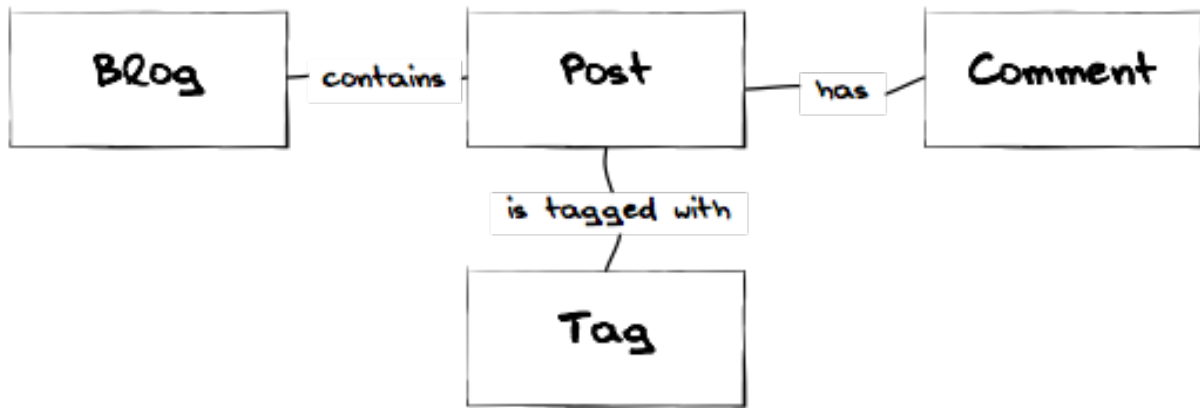 Blog
contains
Post
has
Comment
is tagged with
Tag